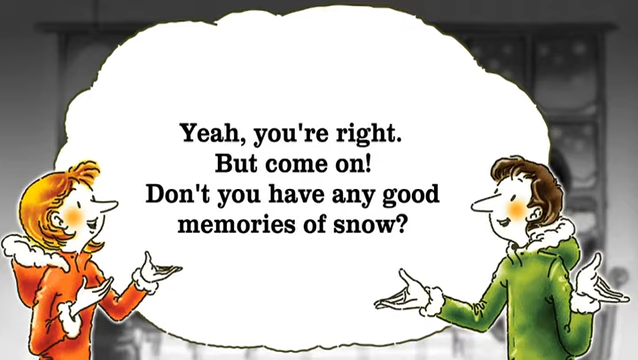 Yeah, you're right.
But come on!
Don't you have any good
memories of snow?